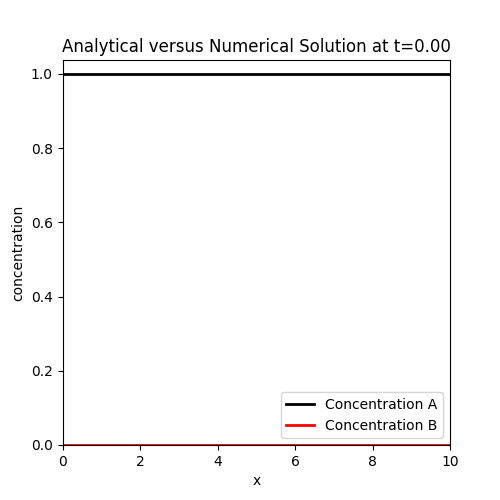 Analytical versus Numerical Solution at t=0.00
concentration
1.0
0.8
0.6
0.4
0.2
0.0
Concentration A
Concentration B
0 2 4 6 8 10
x